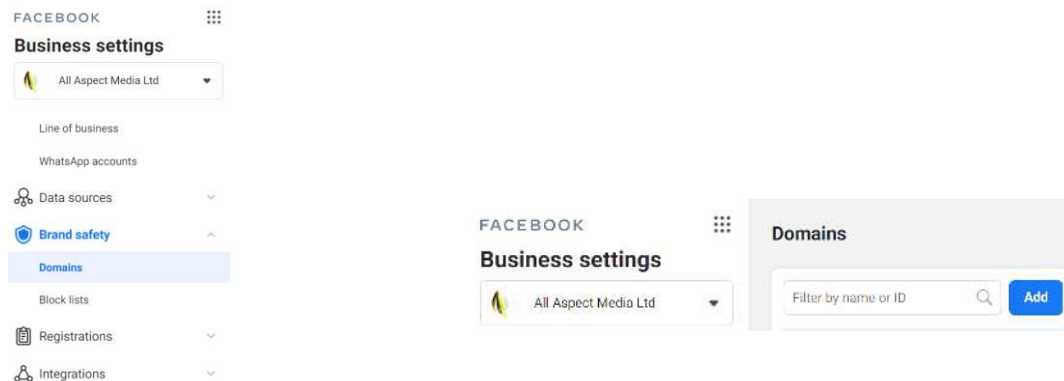 FACEBOOK
Business settings
All Aspect Media Ltd
Line of business
WhatsApp accounts
Data sources
Brand safety
Domains
Block lists
Registrations
Integrations
FACEBOOK
Business settings
All Aspect Media Ltd
Domains
Filter by name or ID
Add